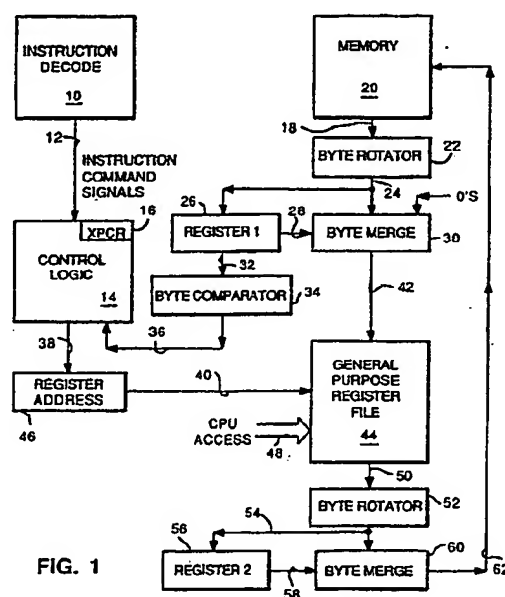 INSTRUCTION
DECODE
10
12
INSTRUCTION
COMMAND
SIGNALS
XPCR
16
CONTROL
LOGIC
14
38
36
REGISTER
ADDRESS
46
40
MEMORY
20
18
BYTE ROTATOR
22
24
0'S
26
REGISTER 1
28
BYTE MERGE
30
32
BYTE COMPARATOR
34
42
GENERAL
PURPOSE
REGISTER
FILE
44
CPU
ACCESS
48
50
BYTE ROTATOR
52
54
56
REGISTER 2
58
BYTE MERGE
60
62
FIG. 1